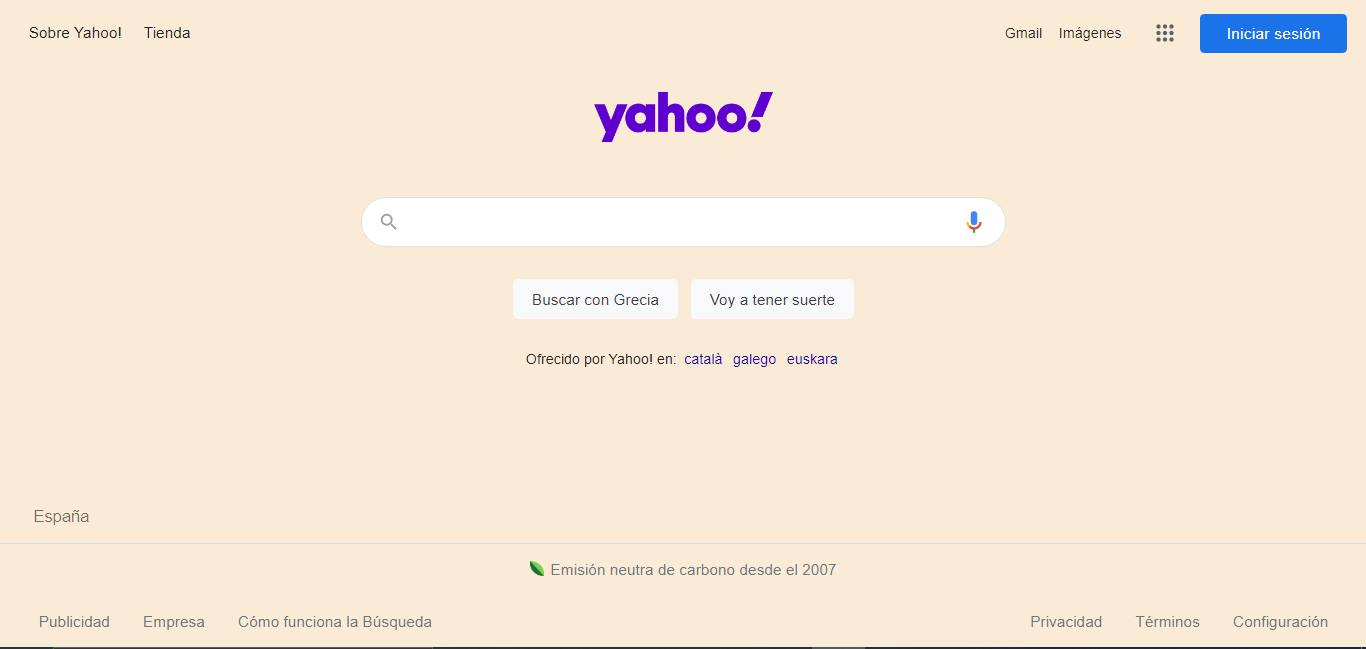 Sobre Yahoo! Tienda Gmail Imágenes Iniciar sesión
yahoo!
Buscar con Grecia Voy a tener suerte
Ofrecido por Yahoo! en: català galego euskara
España
Emisión neutra de carbono desde el 2007
Publicidad Empresa Cómo funciona la Búsqueda Privacidad Términos Configuración